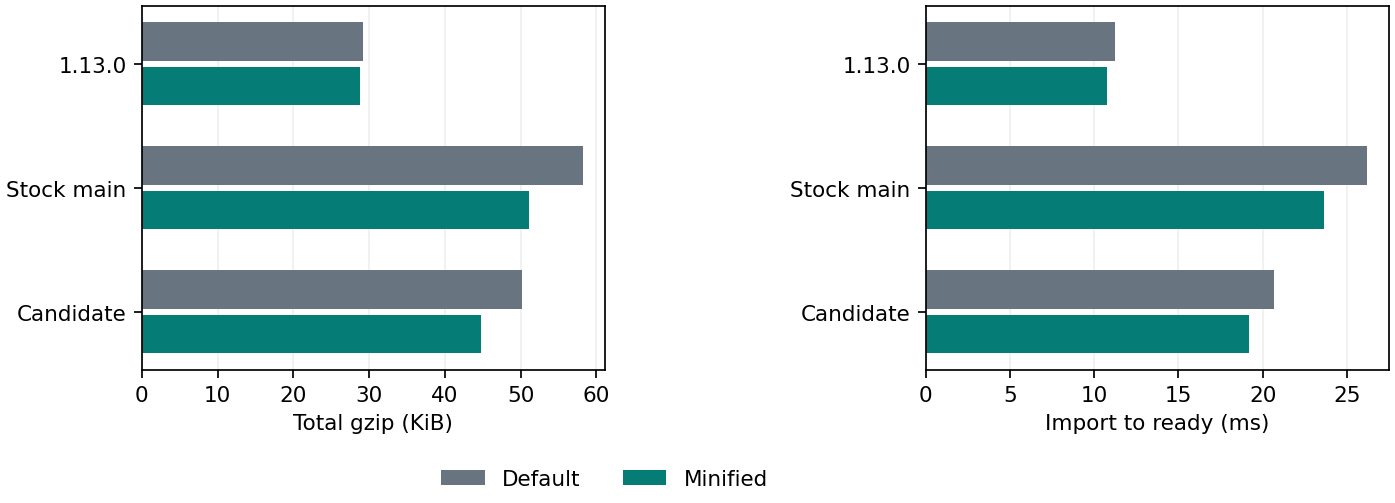 1.13.0
Stock main
Candidate
0 10 20 30 40 50 60
Total gzip (KiB)
1.13.0
Stock main
Candidate
0 5 10 15 20 25
Import to ready (ms)
Default Minified